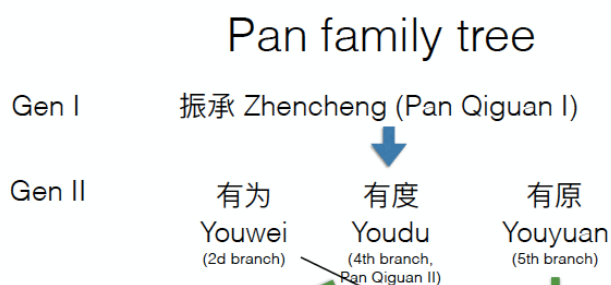 Pan family tree
Gen I 振承 Zhencheng (Pan Qiguan I)
Gen II 有为 有度 有原
Youwei Youdu Youyuan
(2d branch) (4th branch, (5th branch)
Pan Qiguan II)